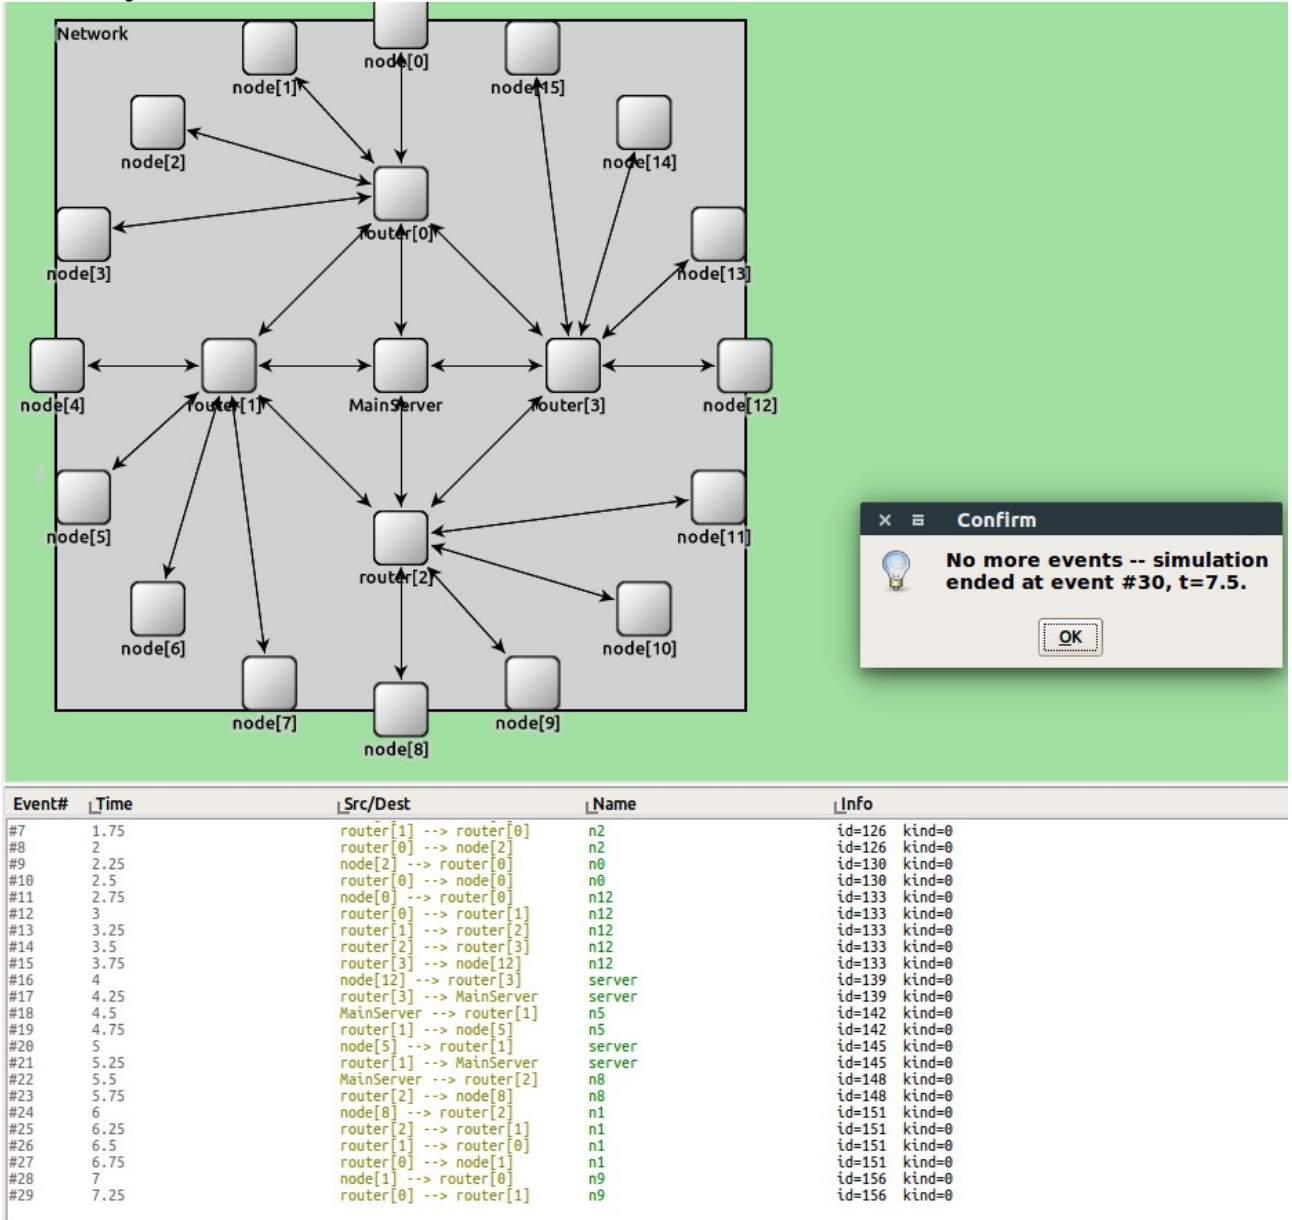 Network
node[0]
node[1]
node[15]
node[2]
node[14]
router[0]
node[3]
node[13]
node[4]
router[1]
MainServer
router[3]
node[12]
node[5]
node[11]
router[2]
node[6]
node[10]
node[7]
node[9]
node[8]
Confirm
No more events -- simulation
ended at event #30, t=7.5.
OK
Event# Time Src/Dest Name Info
#7 1.75 router[1] --> router[0] n2 id=126 kind=0
#8 2 router[0] --> node[2] n2 id=126 kind=0
#9 2.25 node[2] --> router[0] n0 id=130 kind=0
#10 2.5 router[0] --> node[0] n0 id=130 kind=0
#11 2.75 node[0] --> router[0] n12 id=133 kind=0
#12 3 router[0] --> router[1] n12 id=133 kind=0
#13 3.25 router[1] --> router[2] n12 id=133 kind=0
#14 3.5 router[2] --> router[3] n12 id=133 kind=0
#15 3.75 router[3] --> node[12] n12 id=133 kind=0
#16 4 node[12] --> router[3] server id=139 kind=0
#17 4.25 router[3] --> MainServer server id=139 kind=0
#18 4.5 MainServer --> router[1] n5 id=142 kind=0
#19 4.75 router[1] --> node[5] n5 id=142 kind=0
#20 5 node[5] --> router[1] server id=145 kind=0
#21 5.25 router[1] --> MainServer server id=145 kind=0
#22 5.5 MainServer --> router[2] n8 id=148 kind=0
#23 5.75 router[2] --> node[8] n8 id=148 kind=0
#24 6 node[8] --> router[2] n1 id=151 kind=0
#25 6.25 router[2] --> router[1] n1 id=151 kind=0
#26 6.5 router[1] --> router[0] n1 id=151 kind=0
#27 6.75 router[0] --> node[1] n1 id=151 kind=0
#28 7 node[1] --> router[0] n9 id=156 kind=0
#29 7.25 router[0] --> router[1] n9 id=156 kind=0